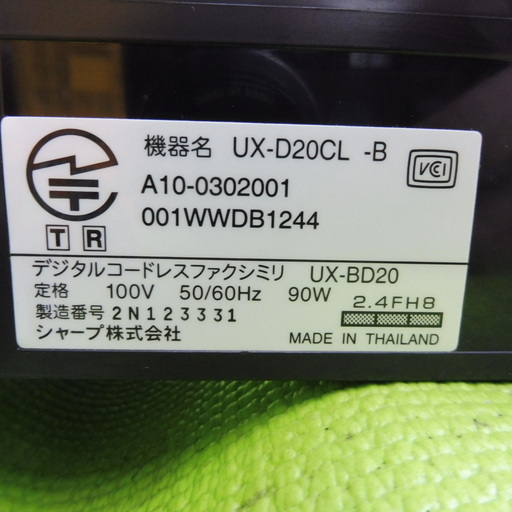 機器名 UX-D20CL -B
VCI
A10-0302001
001WWDB1244
T R
デジタルコードレスファクシミリ UX-BD20
定格 100V 50/60Hz 90W
2.4FH8
製造番号 2N123331
シャープ株式会社
MADE IN THAILAND